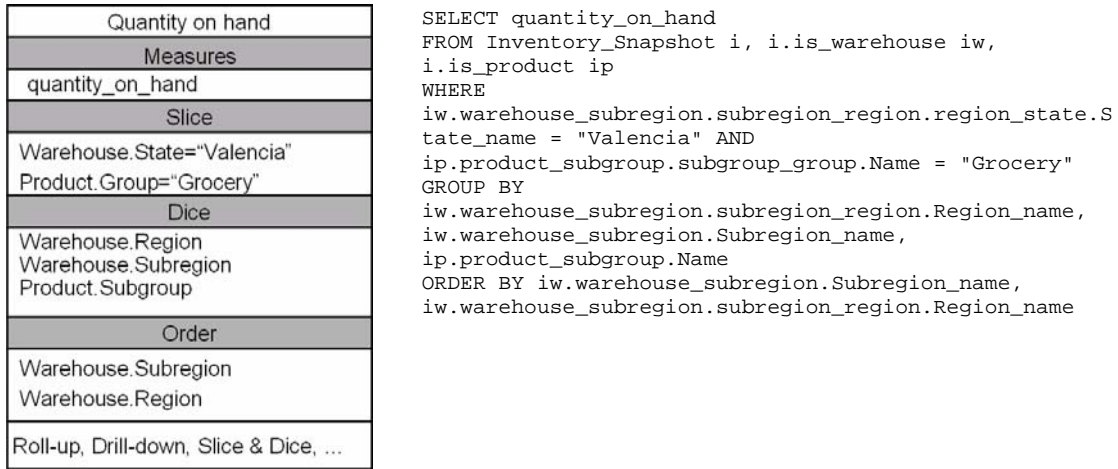 Quantity on hand
Measures
quantity_on_hand
Slice
Warehouse.State=“Valencia”
Product.Group=“Grocery”
Dice
Warehouse.Region
Warehouse.Subregion
Product.Subgroup
Order
Warehouse.Subregion
Warehouse.Region
Roll-up, Drill-down, Slice & Dice, ...
SELECT quantity_on_hand
FROM Inventory_Snapshot i, i.is_warehouse iw,
i.is_product ip
WHERE
iw.warehouse_subregion.subregion_region.region_state.S
tate_name = "Valencia" AND
ip.product_subgroup.subgroup_group.Name = "Grocery"
GROUP BY
iw.warehouse_subregion.subregion_region.Region_name,
iw.warehouse_subregion.Subregion_name,
ip.product_subgroup.Name
ORDER BY iw.warehouse_subregion.Subregion_name,
iw.warehouse_subregion.subregion_region.Region_name